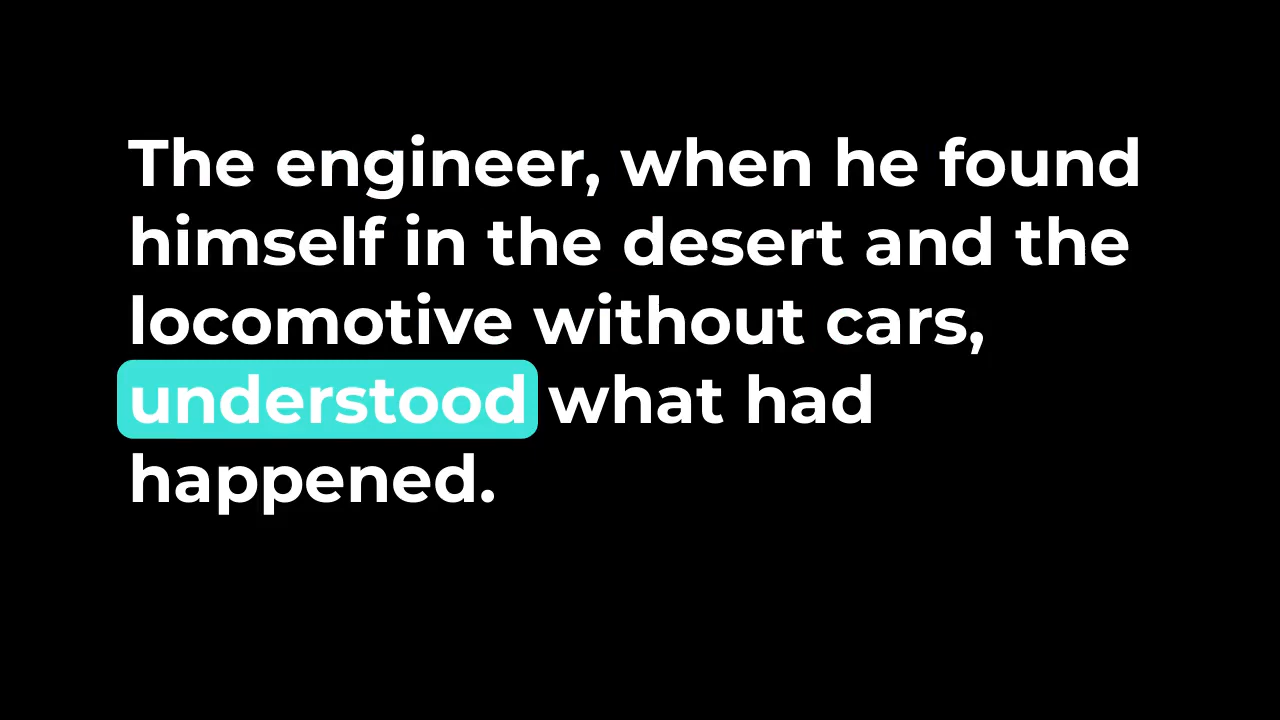 The engineer, when he found
himself in the desert and the
locomotive without cars,
understood what had
happened.